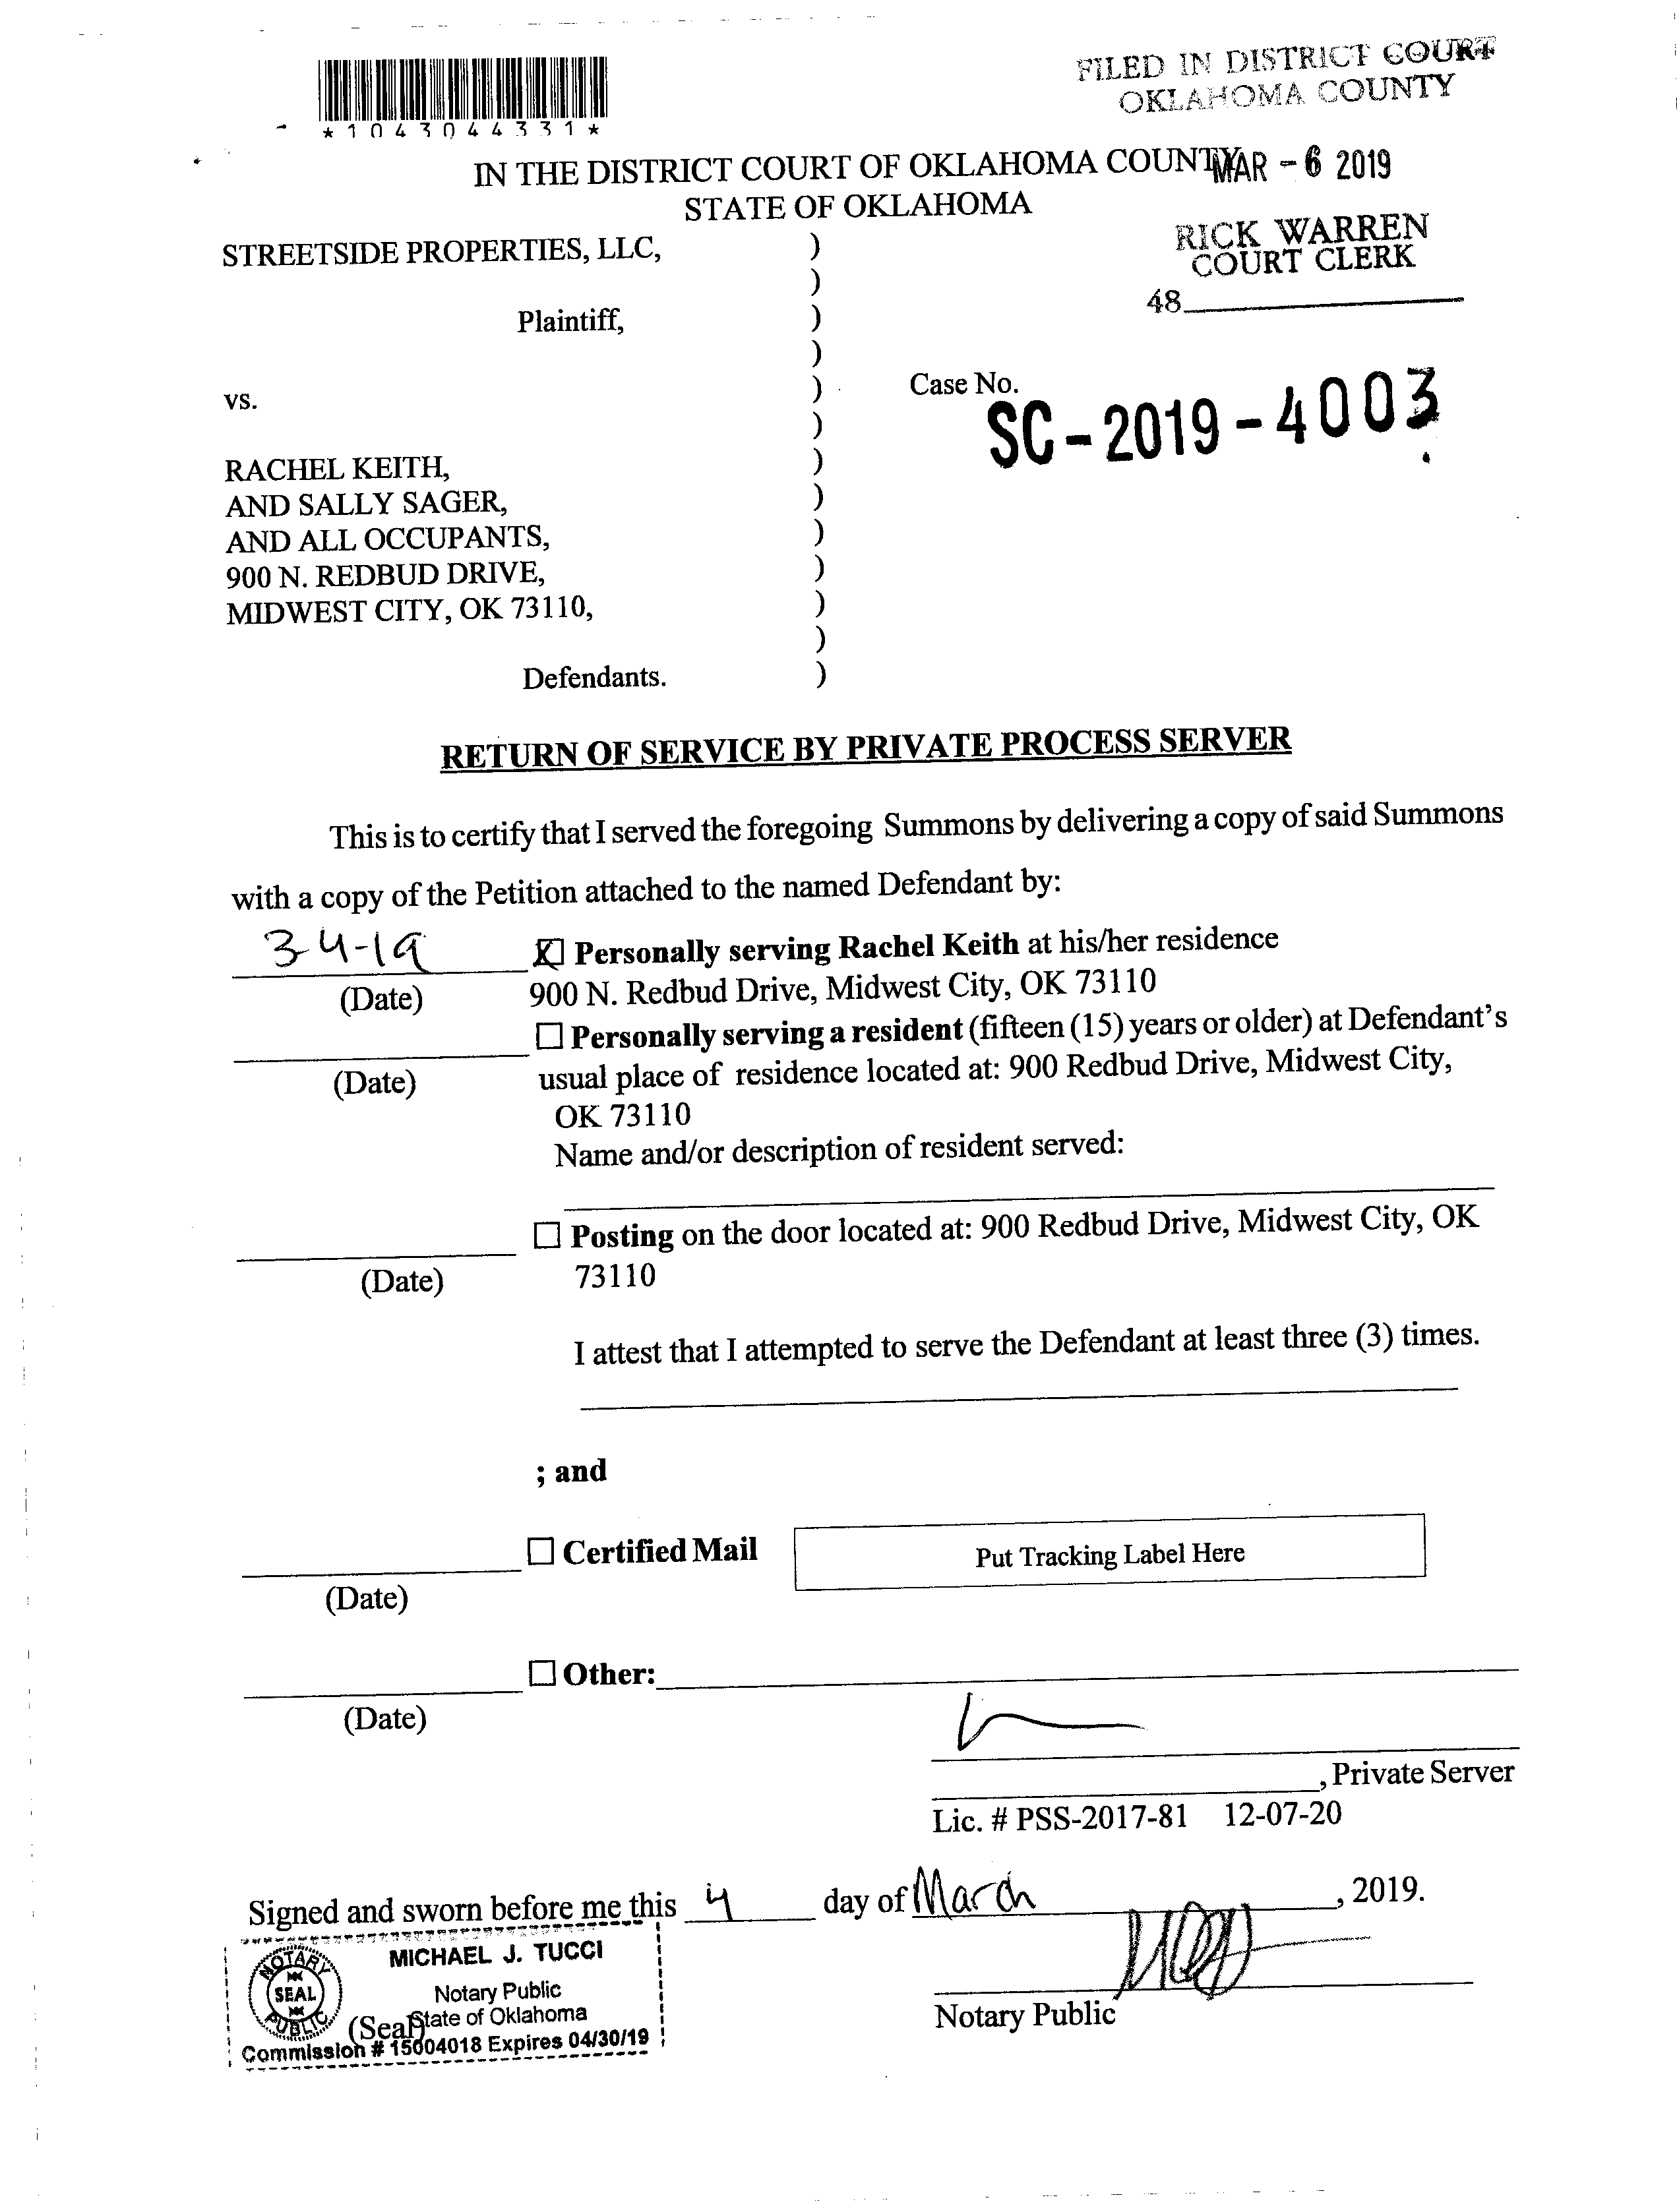 FILED IN DISTRICT COURT
OKLAHOMA COUNTY
*1043044331*
IN THE DISTRICT COURT OF OKLAHOMA COUNTY
MAR - 6 2019
STATE OF OKLAHOMA
RICK WARREN
COURT CLERK
48
STREETSIDE PROPERTIES, LLC, )
)
Plaintiff, )
)
vs. ) Case No.
SC-2019-4003
)
RACHEL KEITH, )
AND SALLY SAGER, )
AND ALL OCCUPANTS, )
900 N. REDBUD DRIVE, )
MIDWEST CITY, OK 73110, )
)
Defendants. )
RETURN OF SERVICE BY PRIVATE PROCESS SERVER
This is to certify that I served the foregoing Summons by delivering a copy of said Summons
with a copy of the Petition attached to the named Defendant by:
3-4-19 ☒ Personally serving Rachel Keith at his/her residence
(Date) 900 N. Redbud Drive, Midwest City, OK 73110
☐ Personally serving a resident (fifteen (15) years or older) at Defendant's
(Date) usual place of residence located at: 900 Redbud Drive, Midwest City,
OK 73110
Name and/or description of resident served:
☐ Posting on the door located at: 900 Redbud Drive, Midwest City, OK
(Date) 73110
I attest that I attempted to serve the Defendant at least three (3) times.
; and
☐ Certified Mail Put Tracking Label Here
(Date)
☐ Other:
(Date)
, Private Server
Lic. # PSS-2017-81 12-07-20
Signed and sworn before me this 4 day of March, 2019.
MICHAEL J. TUCCI
NOTARY SEAL PUBLIC
Notary Public
State of Oklahoma
(Seal)
Commission # 15004018 Expires 04/30/19
Notary Public